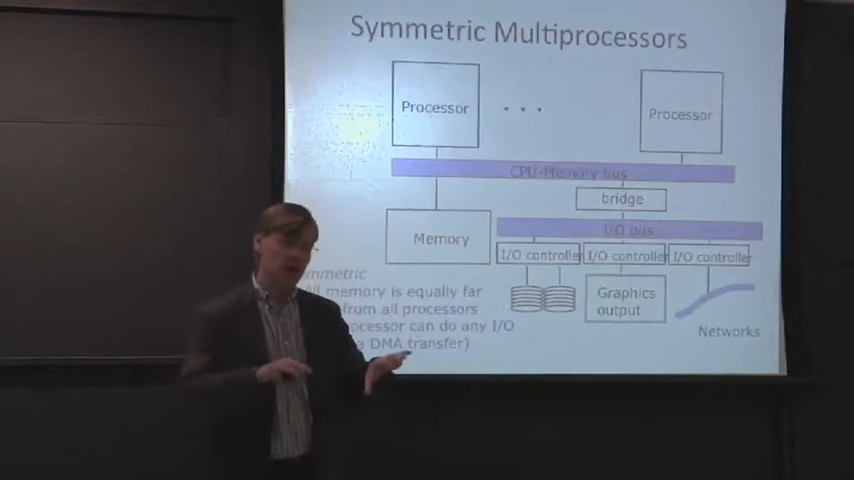 Symmetric Multiprocessors
Processor
. . .
Processor
CPU-Memory bus
bridge
Memory
I/O bus
I/O controller
I/O controller
I/O controller
Graphics
output
Networks
mmetric
All memory is equally far
from all processors
ocessor can do any I/O
a DMA transfer)